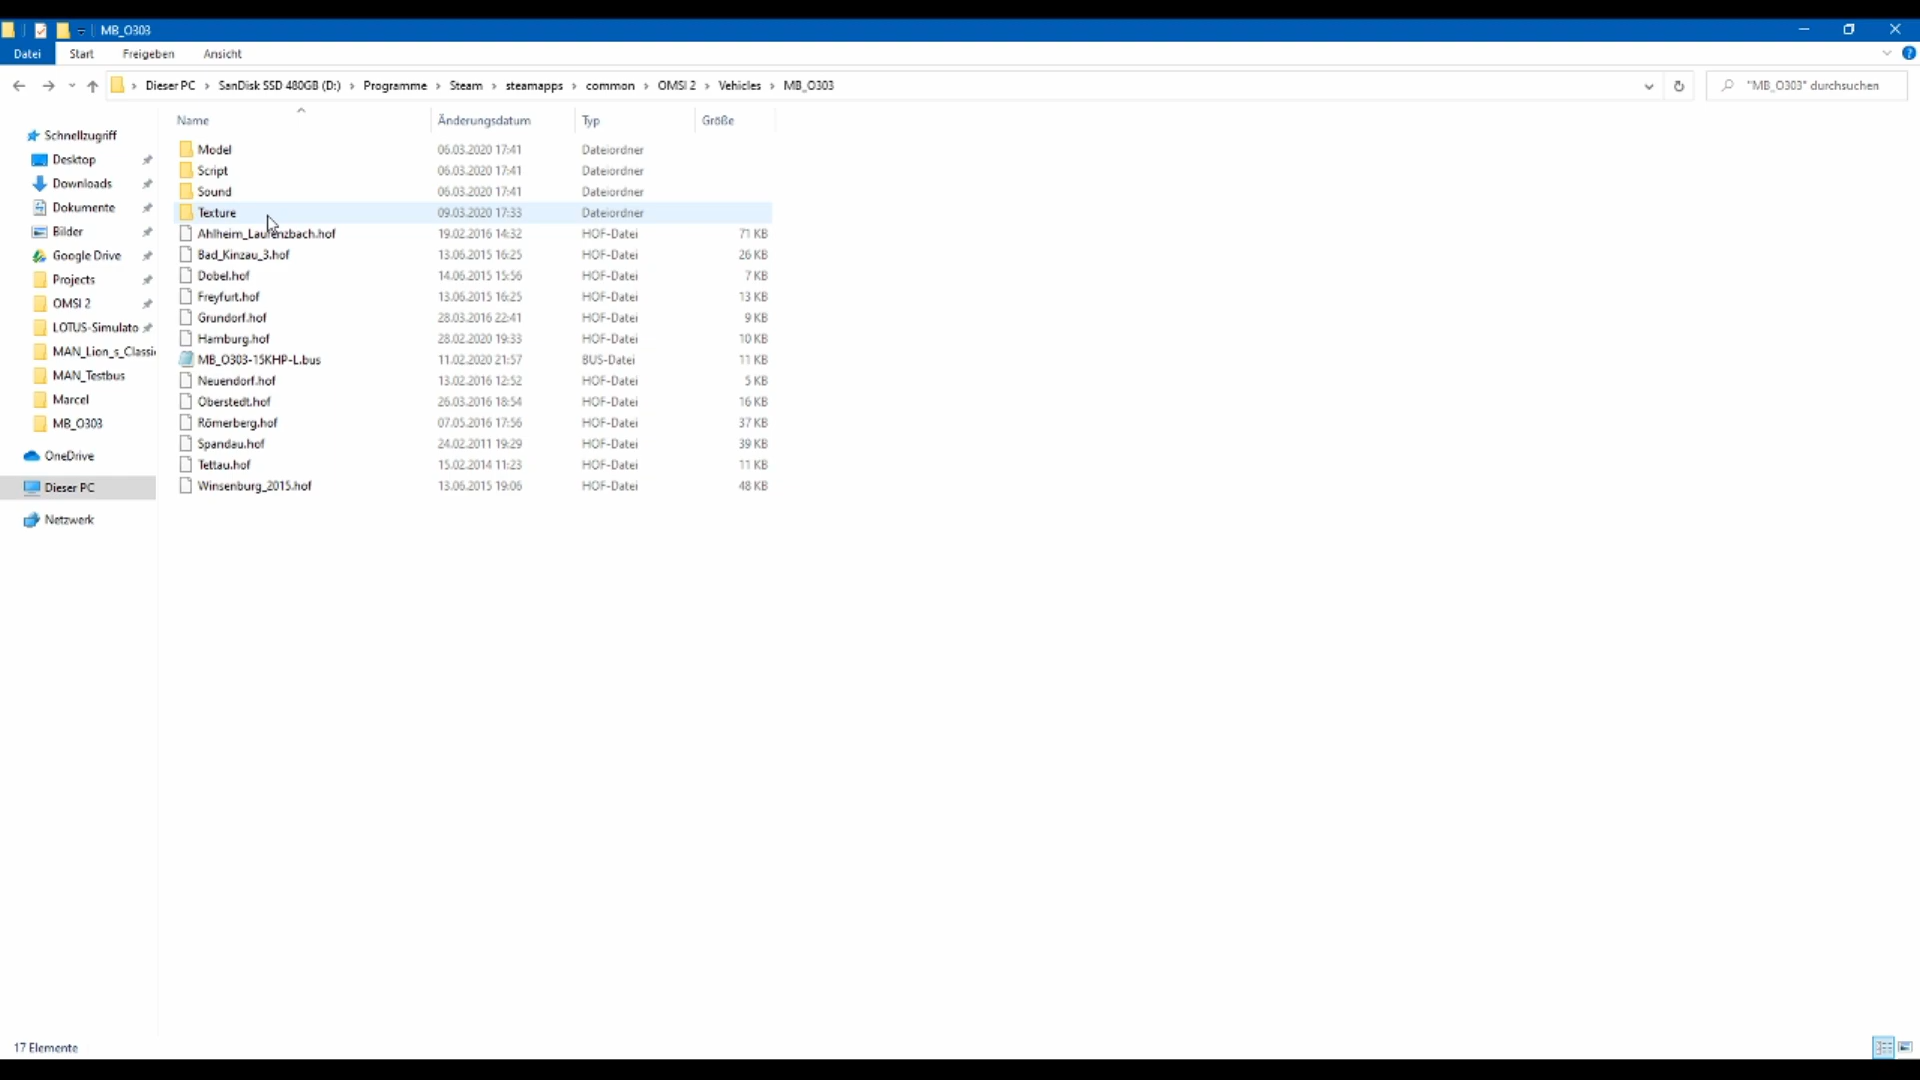 MB_O303
Datei Start Freigeben Ansicht
Dieser PC SanDisk SSD 480GB (D:) Programme Steam steamapps common OMSI 2 Vehicles MB_O303 "MB_O303" durchsuchen
Name Änderungsdatum Typ Größe
Schnellzugriff
Desktop
Downloads
Dokumente
Bilder
Google Drive
Projects
OMSI 2
LOTUS-Simulato
MAN_Lion_s_Classi
MAN_Testbus
Marcel
MB_O303
OneDrive
Dieser PC
Netzwerk
Model 06.03.2020 17:41 Dateiordner
Script 06.03.2020 17:41 Dateiordner
Sound 06.03.2020 17:41 Dateiordner
Texture 09.03.2020 17:33 Dateiordner
Ahlheim_Laurenzbach.hof 19.02.2016 14:32 HOF-Datei 71 KB
Bad_Kinzau_3.hof 13.06.2015 16:25 HOF-Datei 26 KB
Dobel.hof 14.06.2015 15:56 HOF-Datei 7 KB
Freyfurt.hof 13.06.2015 16:25 HOF-Datei 13 KB
Grundorf.hof 28.03.2016 22:41 HOF-Datei 9 KB
Hamburg.hof 28.02.2020 19:33 HOF-Datei 10 KB
MB_O303-15KHP-L.bus 11.02.2020 21:57 BUS-Datei 11 KB
Neuendorf.hof 13.02.2016 12:52 HOF-Datei 5 KB
Oberstedt.hof 26.03.2016 18:54 HOF-Datei 16 KB
Römerberg.hof 07.05.2016 17:56 HOF-Datei 37 KB
Spandau.hof 24.02.2011 19:29 HOF-Datei 39 KB
Tettau.hof 15.02.2014 11:23 HOF-Datei 11 KB
Winsenburg_2015.hof 13.06.2015 19:06 HOF-Datei 48 KB
17 Elemente